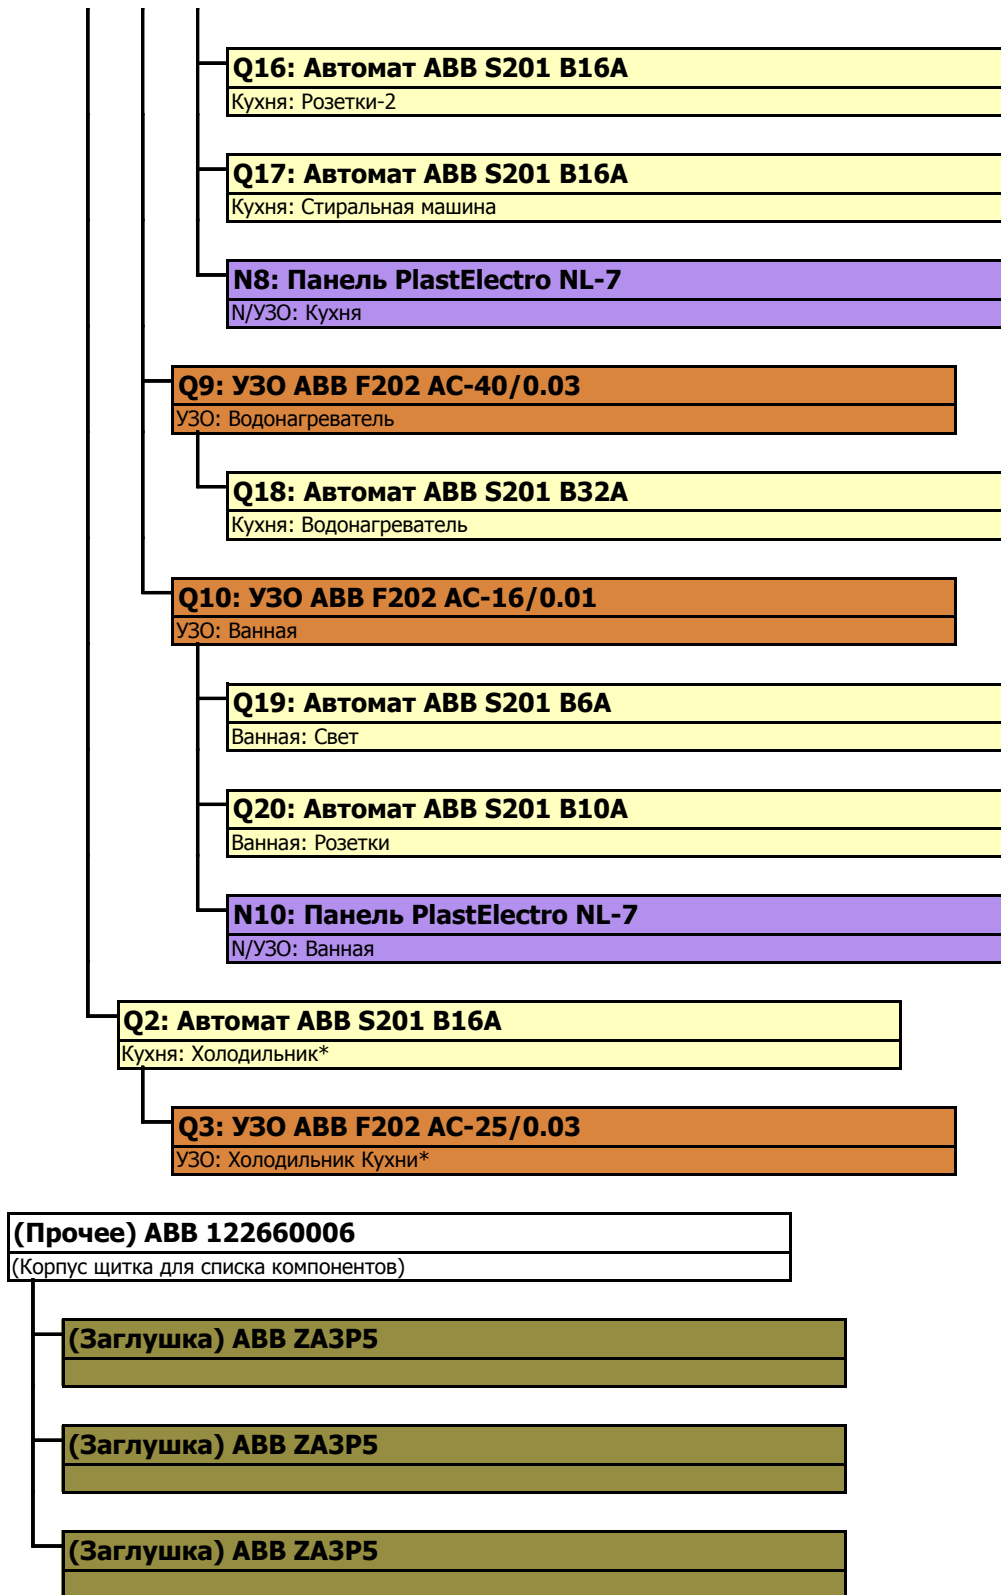 Q16: Автомат ABB S201 B16A
Кухня: Розетки-2
Q17: Автомат ABB S201 B16A
Кухня: Стиральная машина
N8: Панель PlastElectro NL-7
N/УЗО: Кухня
Q9: УЗО ABB F202 AC-40/0.03
УЗО: Водонагреватель
Q18: Автомат ABB S201 B32A
Кухня: Водонагреватель
Q10: УЗО ABB F202 AC-16/0.01
УЗО: Ванная
Q19: Автомат ABB S201 B6A
Ванная: Свет
Q20: Автомат ABB S201 B10A
Ванная: Розетки
N10: Панель PlastElectro NL-7
N/УЗО: Ванная
Q2: Автомат ABB S201 B16A
Кухня: Холодильник*
Q3: УЗО ABB F202 AC-25/0.03
УЗО: Холодильник Кухни*
(Прочее) ABB 122660006
(Корпус щитка для списка компонентов)
(Заглушка) ABB ZA3P5
(Заглушка) ABB ZA3P5
(Заглушка) ABB ZA3P5